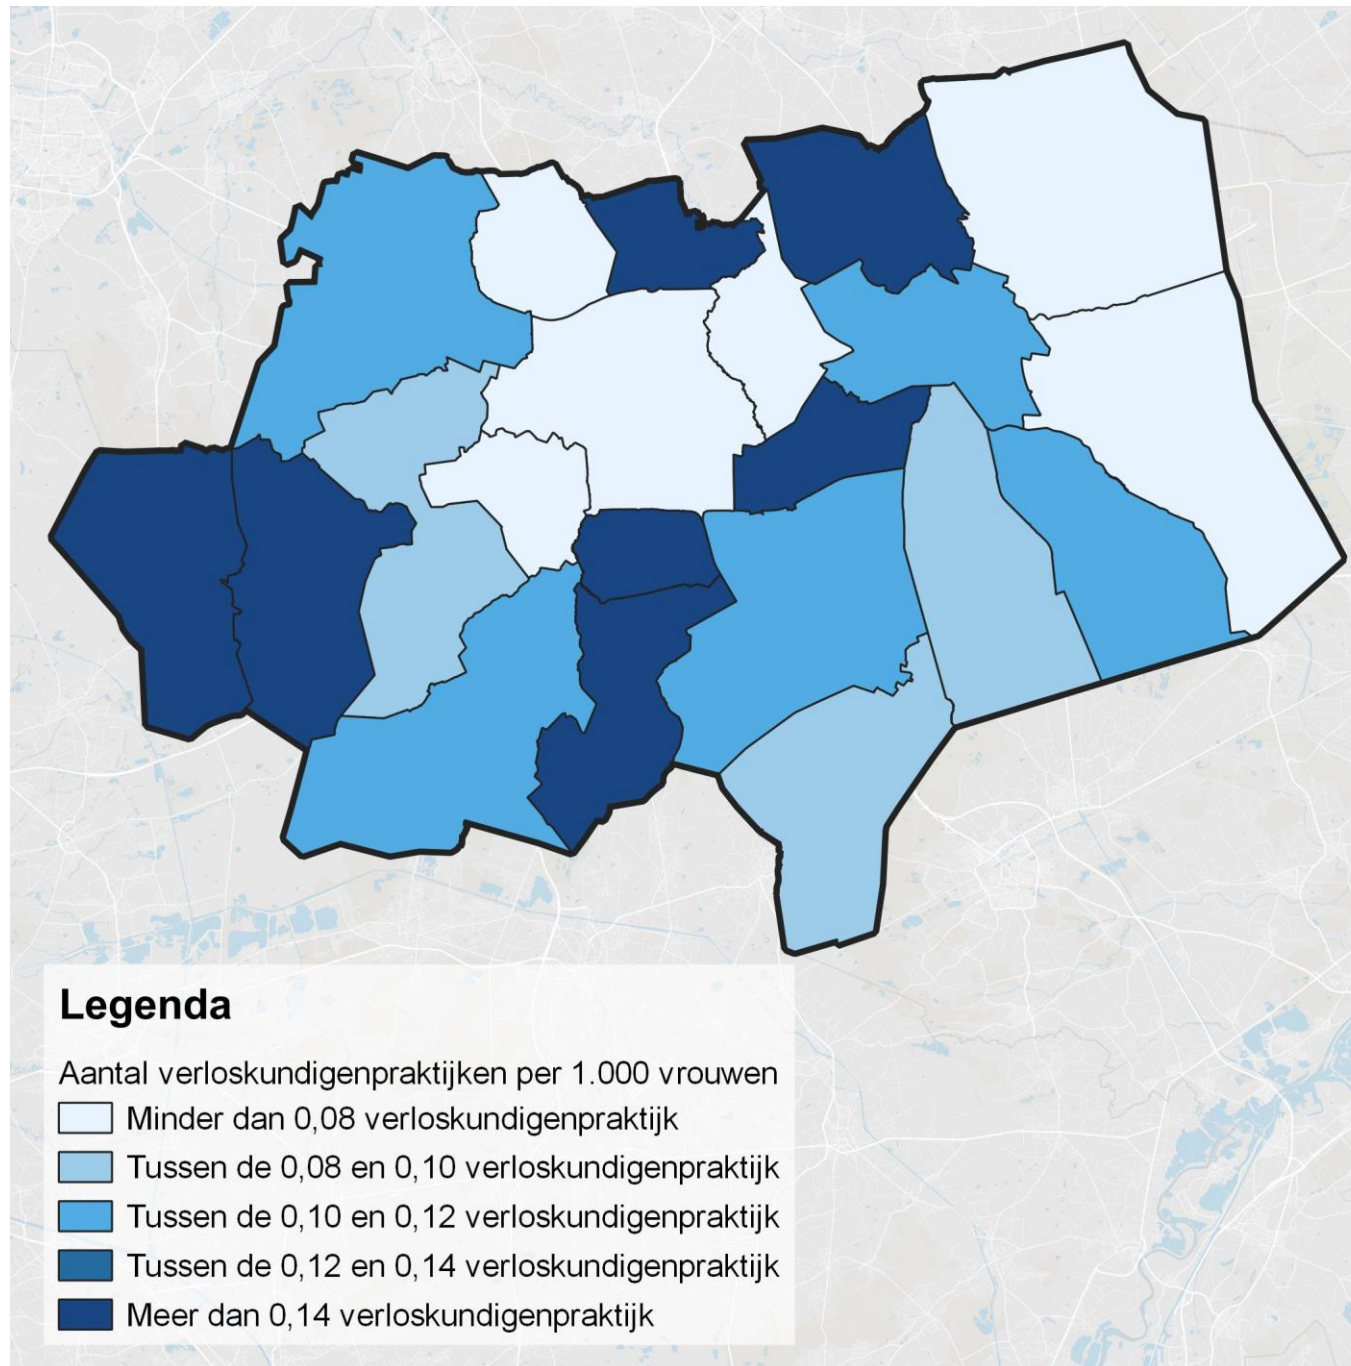 Legenda
Aantal verloskundigenpraktijken per 1.000 vrouwen
Minder dan 0,08 verloskundigenpraktijk
Tussen de 0,08 en 0,10 verloskundigenpraktijk
Tussen de 0,10 en 0,12 verloskundigenpraktijk
Tussen de 0,12 en 0,14 verloskundigenpraktijk
Meer dan 0,14 verloskundigenpraktijk